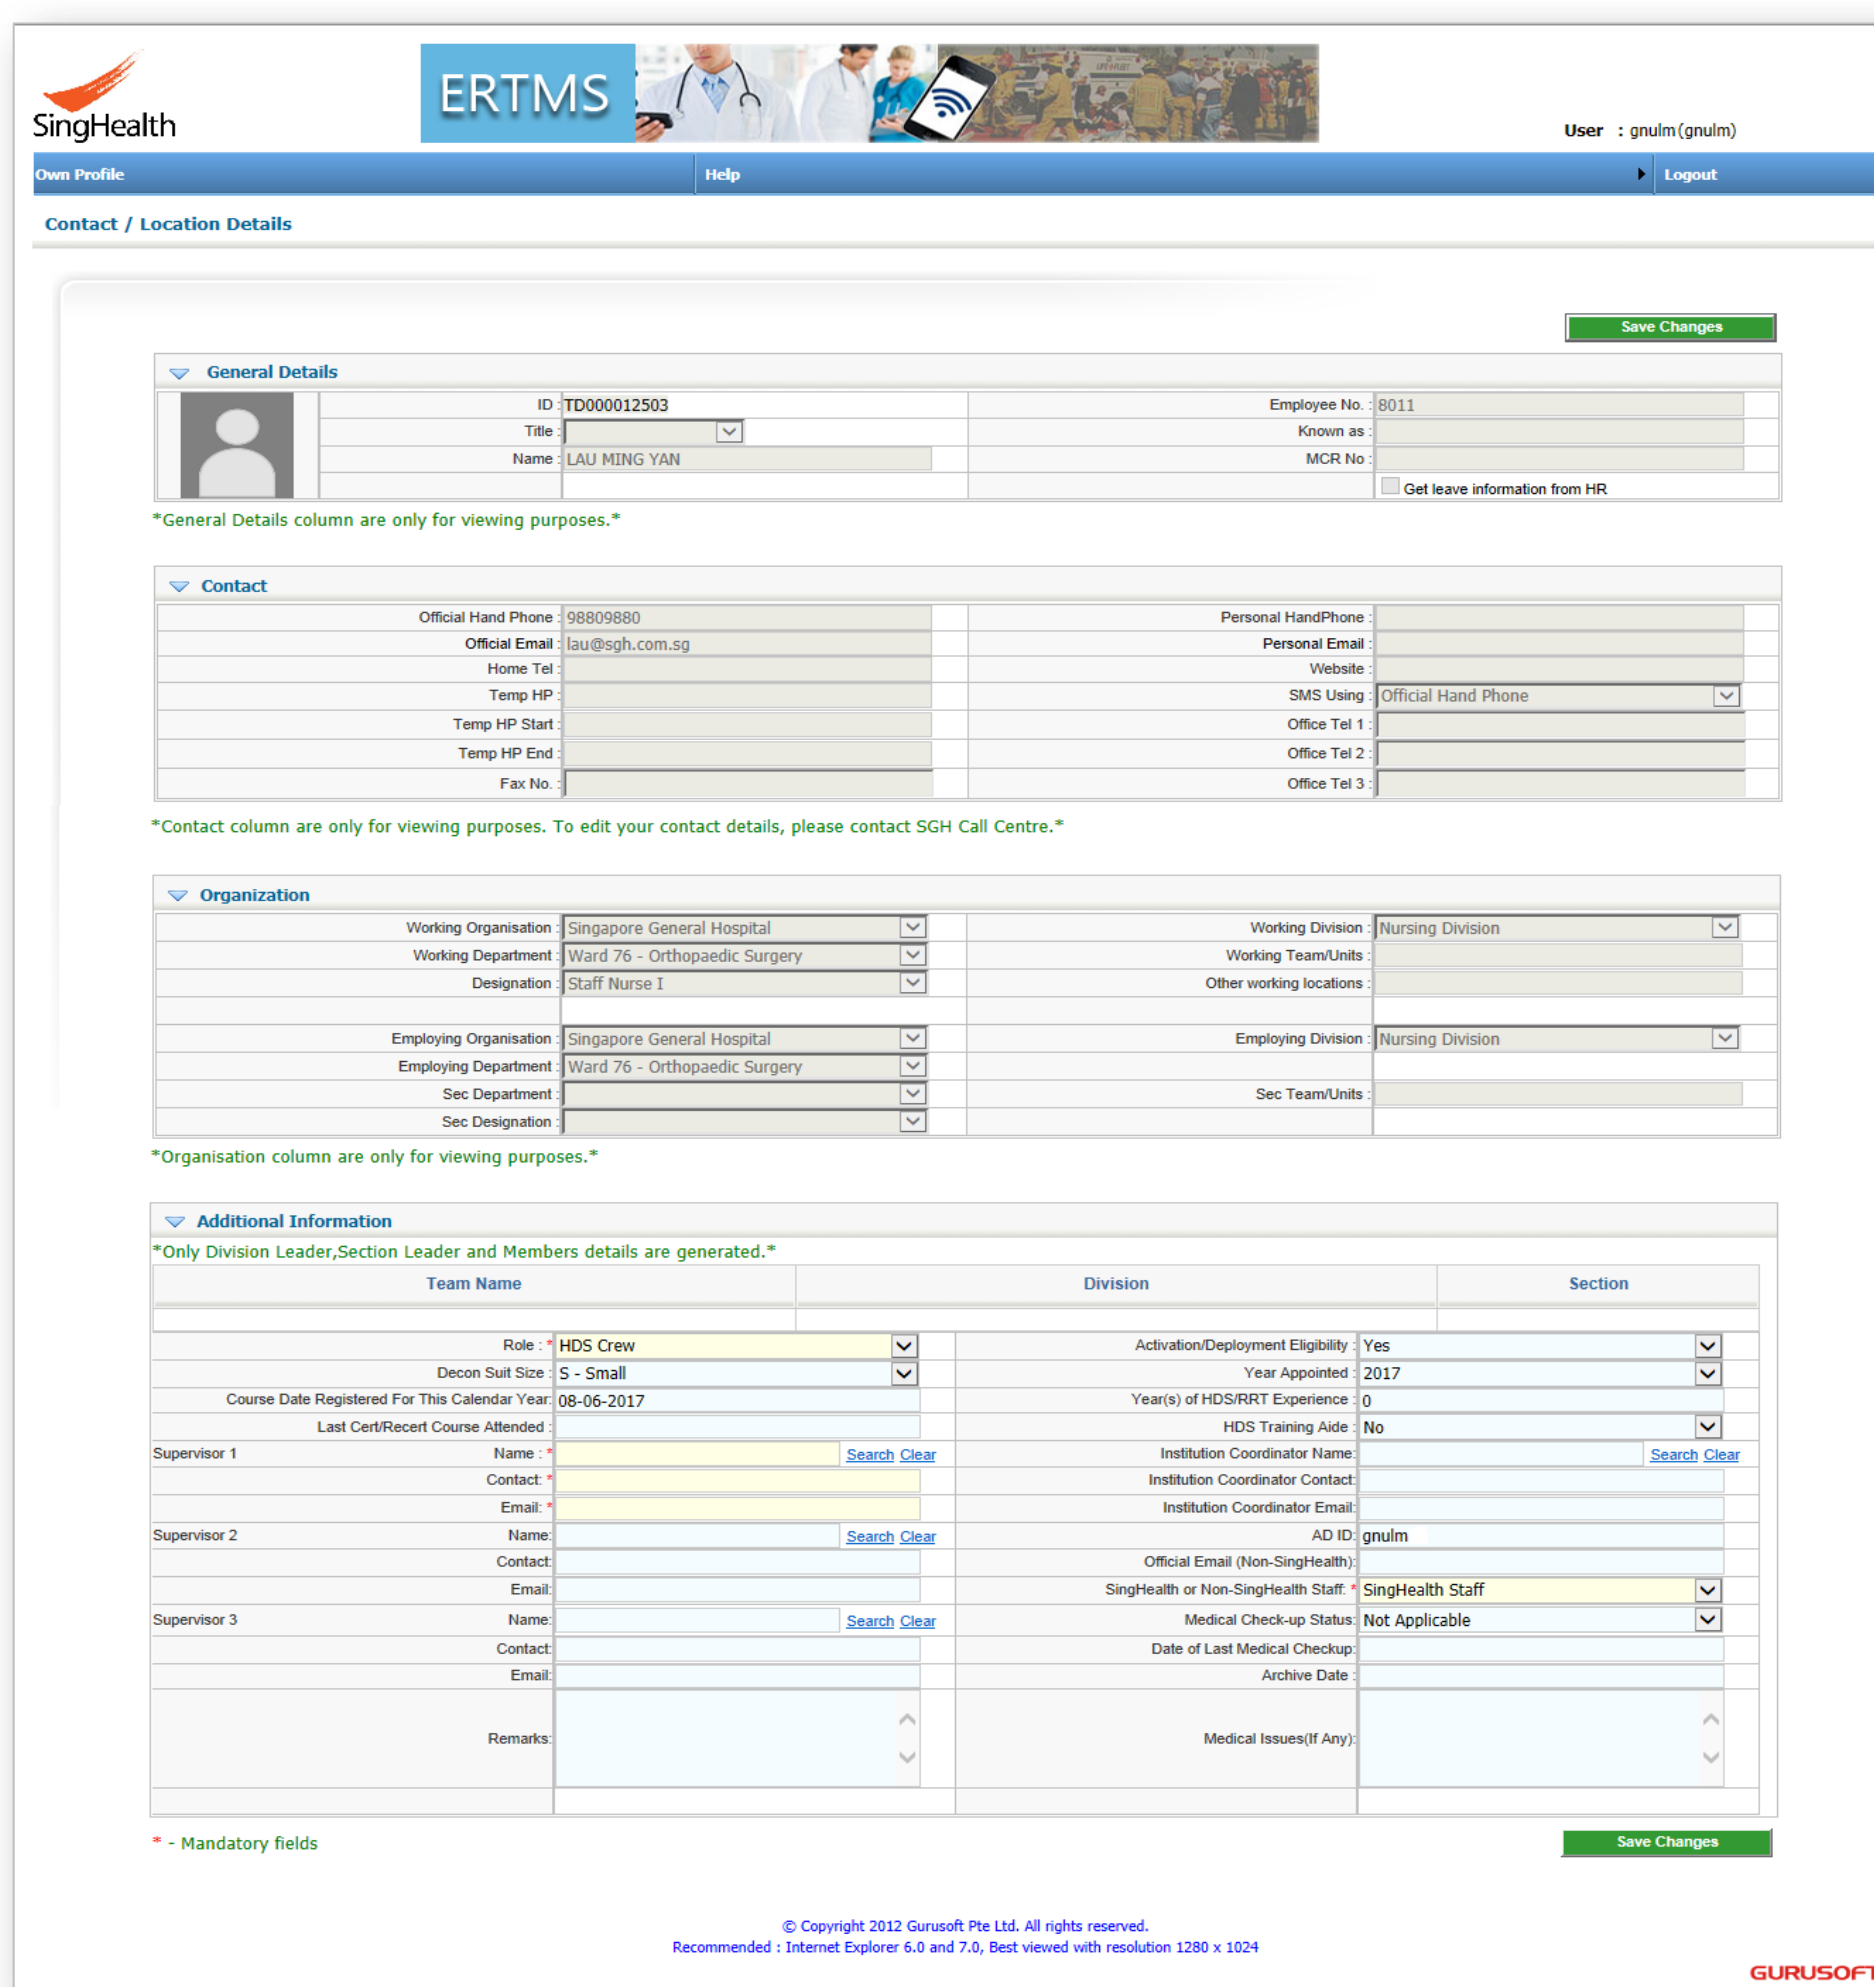 SingHealth
ERTMS
LIFE FLEET
User : gnulm(gnulm)
Own Profile Help Logout
Contact / Location Details
Save Changes
General Details
ID : TD000012503 Employee No. : 8011
Title : Known as :
Name : LAU MING YAN MCR No :
Get leave information from HR
*General Details column are only for viewing purposes.*
Contact
Official Hand Phone : 98809880 Personal HandPhone :
Official Email : lau@sgh.com.sg Personal Email :
Home Tel : Website :
Temp HP : SMS Using : Official Hand Phone
Temp HP Start : Office Tel 1 :
Temp HP End : Office Tel 2 :
Fax No. : Office Tel 3 :
*Contact column are only for viewing purposes. To edit your contact details, please contact SGH Call Centre.*
Organization
Working Organisation : Singapore General Hospital Working Division : Nursing Division
Working Department : Ward 76 - Orthopaedic Surgery Working Team/Units :
Designation : Staff Nurse I Other working locations :
Employing Organisation : Singapore General Hospital Employing Division : Nursing Division
Employing Department : Ward 76 - Orthopaedic Surgery
Sec Department : Sec Team/Units :
Sec Designation :
*Organisation column are only for viewing purposes.*
Additional Information
*Only Division Leader,Section Leader and Members details are generated.*
Team Name Division Section
Role : * HDS Crew Activation/Deployment Eligibility : Yes
Decon Suit Size : S - Small Year Appointed : 2017
Course Date Registered For This Calendar Year: 08-06-2017 Year(s) of HDS/RRT Experience : 0
Last Cert/Recert Course Attended : HDS Training Aide : No
Supervisor 1 Name : * Search Clear Institution Coordinator Name: Search Clear
Contact: * Institution Coordinator Contact:
Email: * Institution Coordinator Email:
Supervisor 2 Name: Search Clear AD ID: gnulm
Contact: Official Email (Non-SingHealth):
Email: SingHealth or Non-SingHealth Staff: * SingHealth Staff
Supervisor 3 Name: Search Clear Medical Check-up Status: Not Applicable
Contact: Date of Last Medical Checkup:
Email: Archive Date :
Remarks: Medical Issues(If Any):
* - Mandatory fields
Save Changes
© Copyright 2012 Gurusoft Pte Ltd. All rights reserved.
Recommended : Internet Explorer 6.0 and 7.0, Best viewed with resolution 1280 x 1024
GURUSOFT